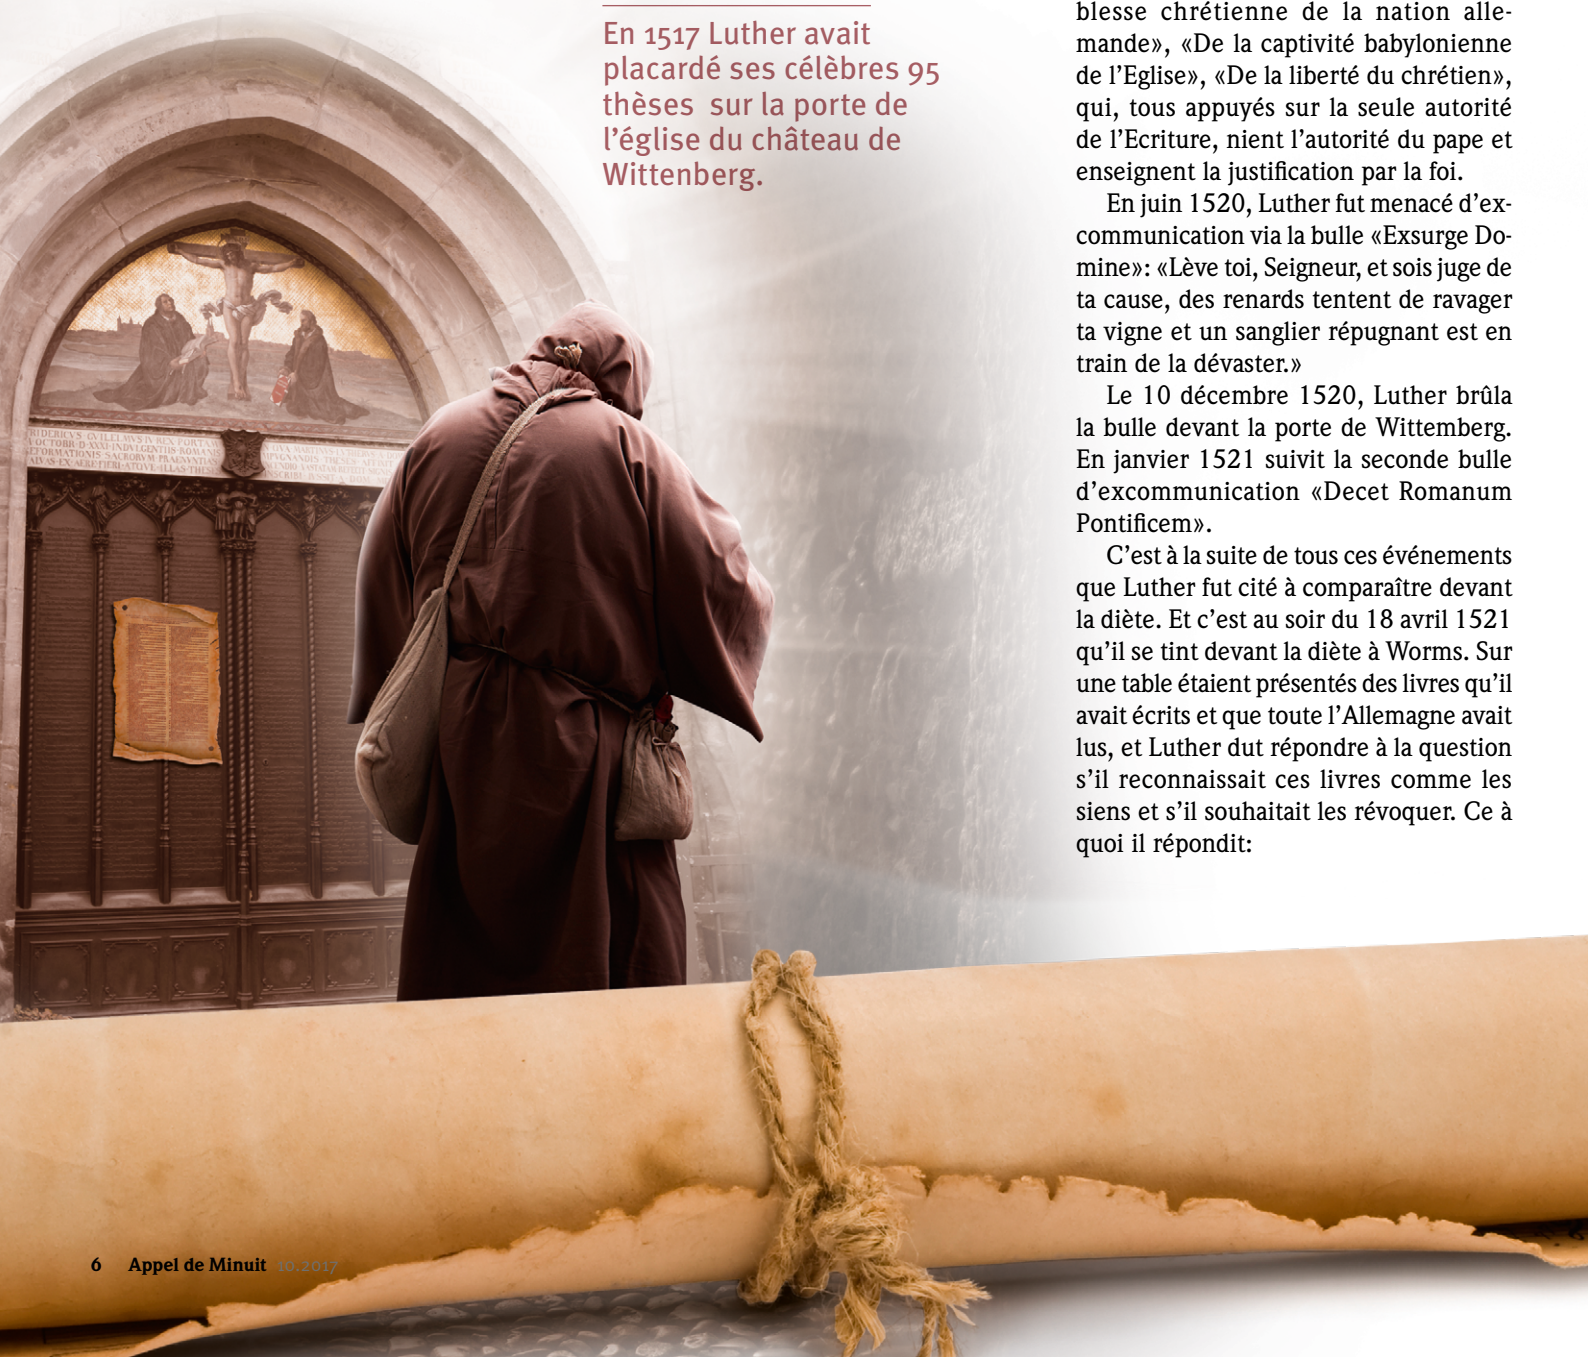 En 1517 Luther avait
placardé ses célèbres 95
thèses sur la porte de
l’église du château de
Wittenberg.
blesse chrétienne de la nation alle-
mande», «De la captivité babylonienne
de l’Eglise», «De la liberté du chrétien»,
qui, tous appuyés sur la seule autorité
de l’Ecriture, nient l’autorité du pape et
enseignent la justification par la foi.
En juin 1520, Luther fut menacé d’ex-
communication via la bulle «Exsurge Do-
mine»: «Lève toi, Seigneur, et sois juge de
ta cause, des renards tentent de ravager
ta vigne et un sanglier répugnant est en
train de la dévaster.»
Le 10 décembre 1520, Luther brûla
la bulle devant la porte de Wittemberg.
En janvier 1521 suivit la seconde bulle
d’excommunication «Decet Romanum
Pontificem».
C’est à la suite de tous ces événements
que Luther fut cité à comparaître devant
la diète. Et c’est au soir du 18 avril 1521
qu’il se tint devant la diète à Worms. Sur
une table étaient présentés des livres qu’il
avait écrits et que toute l’Allemagne avait
lus, et Luther dut répondre à la question
s’il reconnaissait ces livres comme les
siens et s’il souhaitait les révoquer. Ce à
quoi il répondit:
6 Appel de Minuit 10.2017